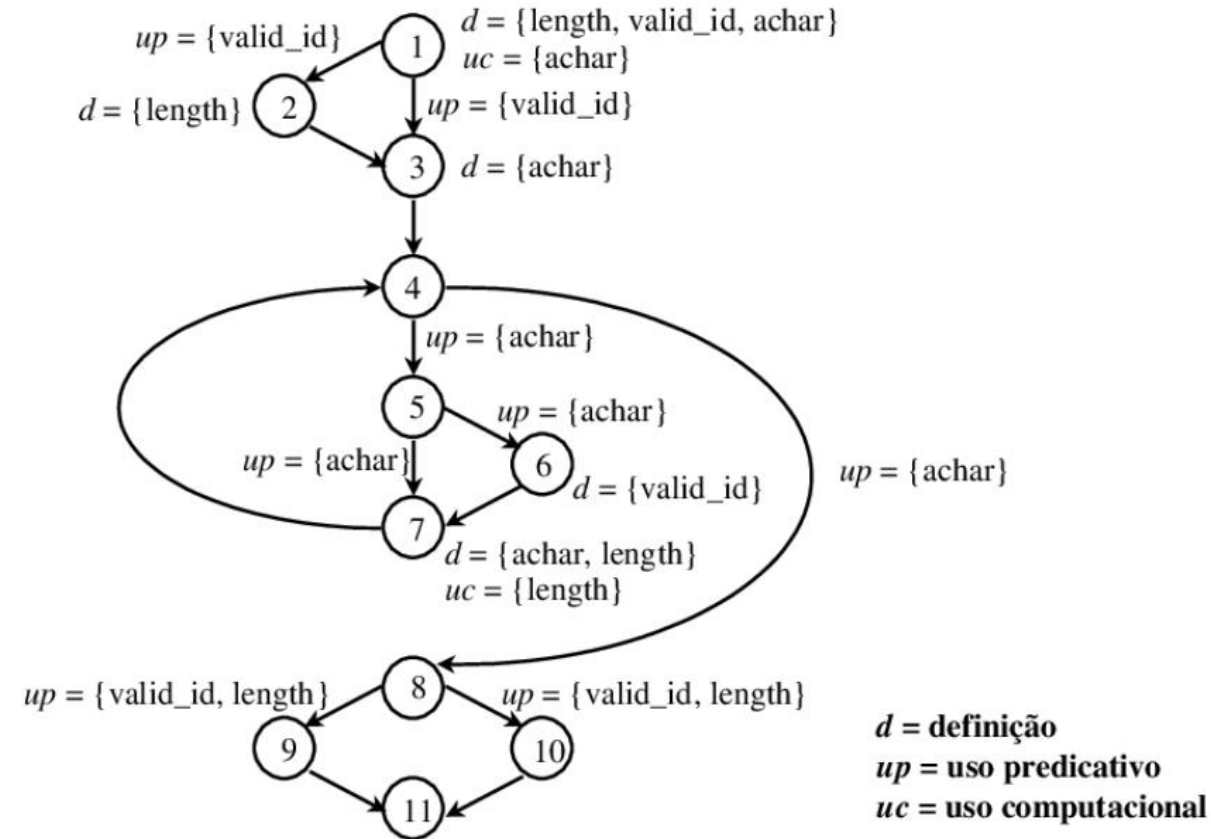 d = {length, valid_id, achar}
up = {valid_id}
1
uc = {achar}
d = {length}
2
up = {valid_id}
3
d = {achar}
4
up = {achar}
5
up = {achar}
up = {achar}
6
up = {achar}
d = {valid_id}
7
d = {achar, length}
uc = {length}
8
up = {valid_id, length}
up = {valid_id, length}
9
10
11
d = definição
up = uso predicativo
uc = uso computacional